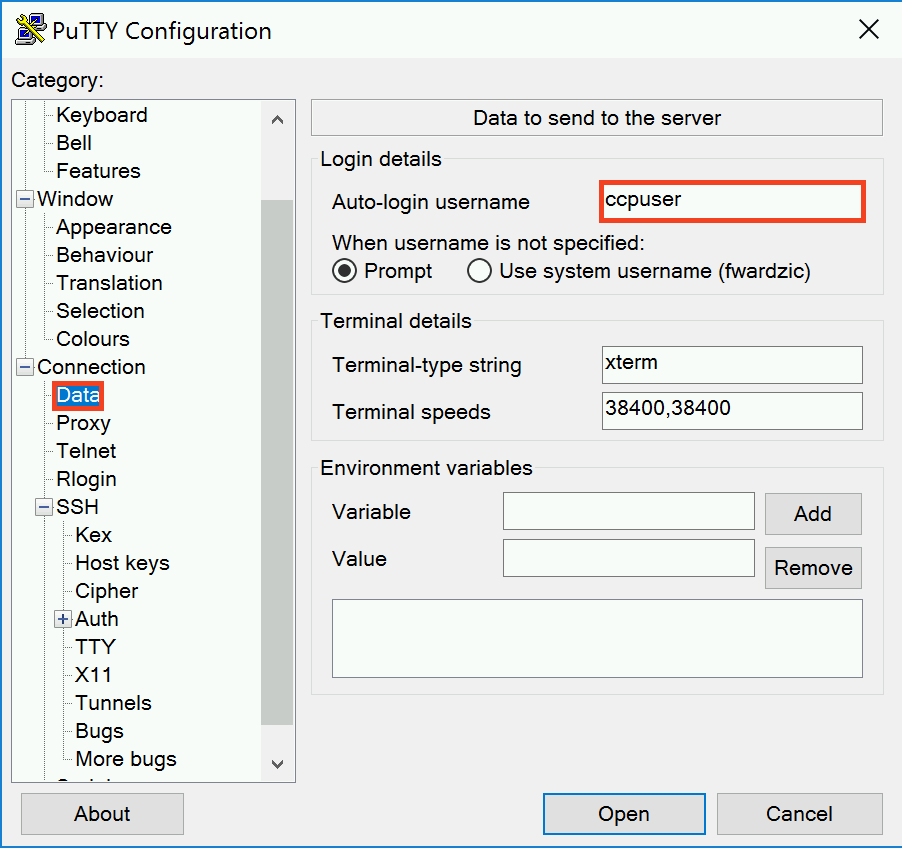 PuTTY Configuration
Category:
Keyboard
Bell
Features
Window
Appearance
Behaviour
Translation
Selection
Colours
Connection
Data
Proxy
Telnet
Rlogin
SSH
Kex
Host keys
Cipher
Auth
TTY
X11
Tunnels
Bugs
More bugs
Data to send to the server
Login details
Auto-login username ccpuser
When username is not specified:
Prompt Use system username (fwardzic)
Terminal details
Terminal-type string xterm
Terminal speeds 38400,38400
Environment variables
Variable Add
Value Remove
About Open Cancel